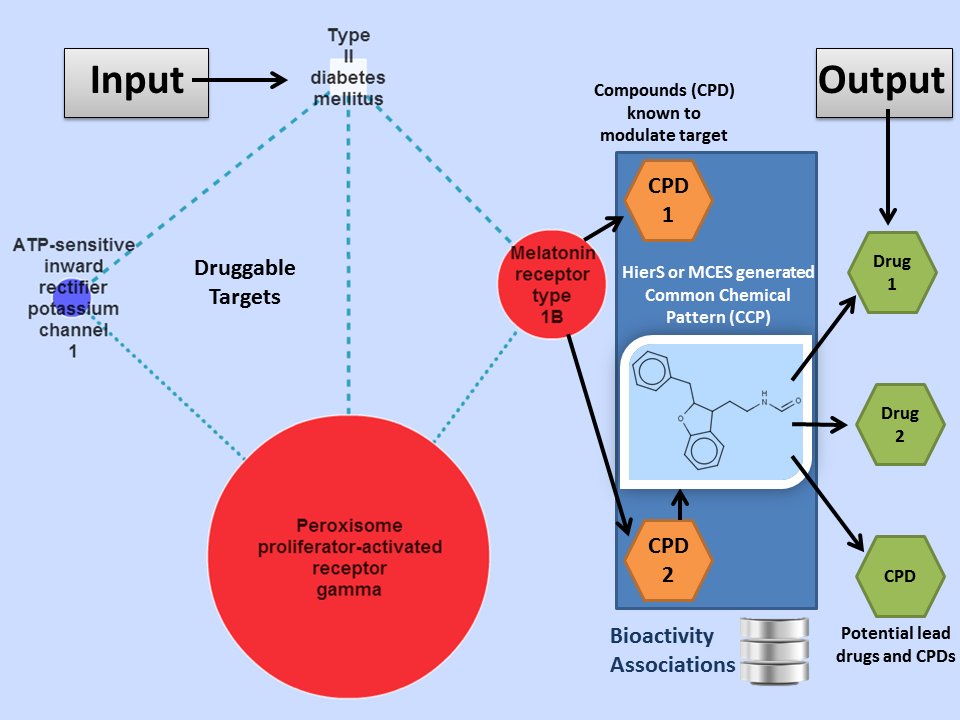 Input
Type
II
diabetes
mellitus
Output
Compounds (CPD)
known to
modulate target
CPD
1
ATP-sensitive
inward
rectifier
potassium
channel
1
Druggable
Targets
Melatonin
receptor
type
1B
HierS or MCES generated
Common Chemical
Pattern (CCP)
H
N
O
O
Drug
1
Drug
2
Peroxisome
proliferator-activated
receptor
gamma
CPD
2
CPD
Bioactivity
Associations
Potential lead
drugs and CPDs